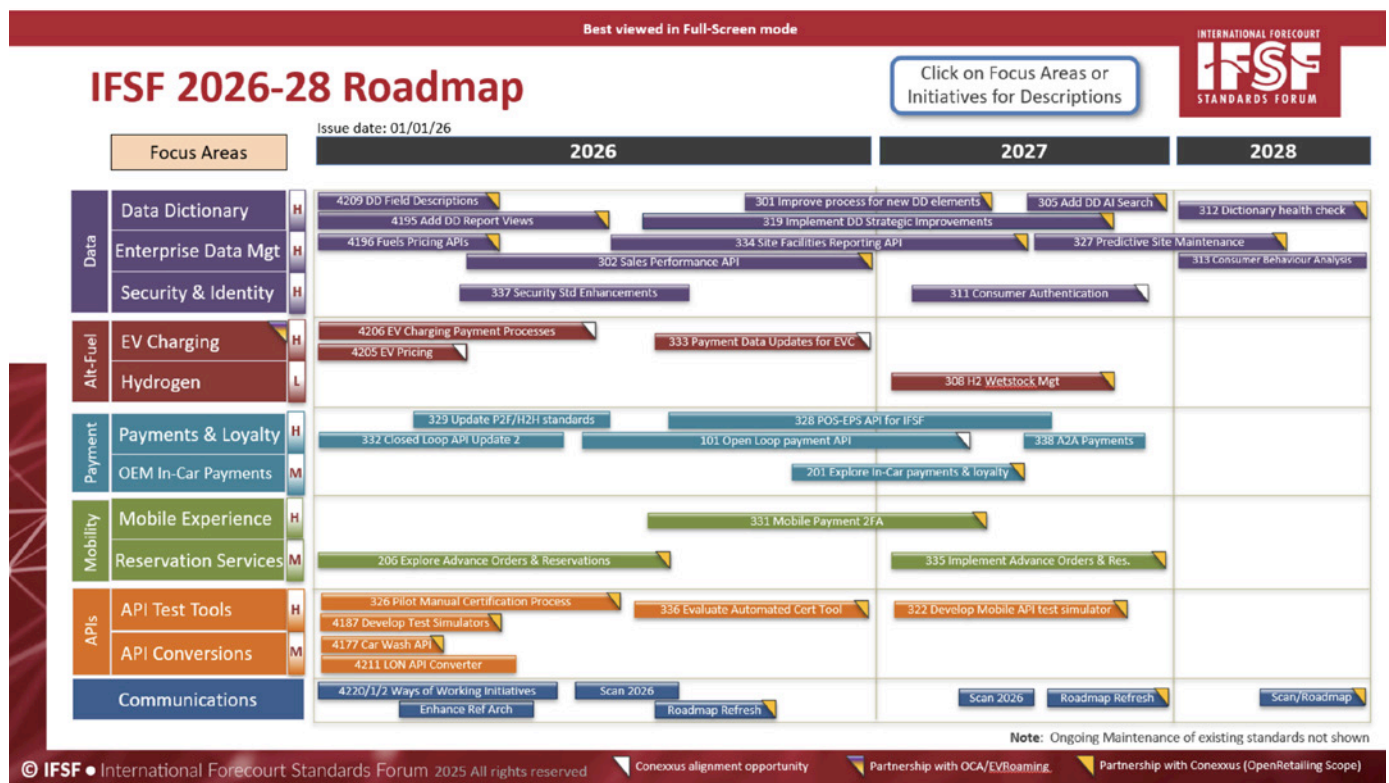 Best viewed in Full-Screen mode
IFSF 2026-28 Roadmap
Click on Focus Areas or
Initiatives for Descriptions
INTERNATIONAL FORECOURT
IFSF
STANDARDS FORUM
Issue date: 01/01/26
Focus Areas
2026
2027
2028
Data
Data Dictionary
H
4209 DD Field Descriptions
301 Improve process for new DD elements
305 Add DD AI Search
4195 Add DD Report Views
319 Implement DD Strategic Improvements
312 Dictionary health check
Enterprise Data Mgt
H
4196 Fuels Pricing APIs
334 Site Facilities Reporting API
327 Predictive Site Maintenance
302 Sales Performance API
313 Consumer Behaviour Analysis
Security & Identity
H
337 Security Std Enhancements
311 Consumer Authentication
Alt-Fuel
EV Charging
H
4206 EV Charging Payment Processes
333 Payment Data Updates for EVC
4205 EV Pricing
Hydrogen
L
308 H2 Wetstock Mgt
Payment
Payments & Loyalty
H
329 Update P2F/H2H standards
328 POS-EPS API for IFSF
332 Closed Loop API Update 2
101 Open Loop payment API
338 A2A Payments
OEM In-Car Payments
M
201 Explore In-Car payments & loyalty
Mobility
Mobile Experience
H
331 Mobile Payment 2FA
Reservation Services
M
206 Explore Advance Orders & Reservations
335 Implement Advance Orders & Res.
APIs
API Test Tools
H
326 Pilot Manual Certification Process
336 Evaluate Automated Cert Tool
322 Develop Mobile API test simulator
4187 Develop Test Simulators
API Conversions
M
4177 Car Wash API
4211 LON API Converter
Communications
4220/1/2 Ways of Working Initiatives
Scan 2026
Scan 2026
Roadmap Refresh
Scan/Roadmap
Enhance Ref Arch
Roadmap Refresh
Note: Ongoing Maintenance of existing standards not shown
© IFSF ● International Forecourt Standards Forum 2025 All rights reserved
Conexxus alignment opportunity
Partnership with OCA/EVRoaming
Partnership with Conexxus (OpenRetailing Scope)